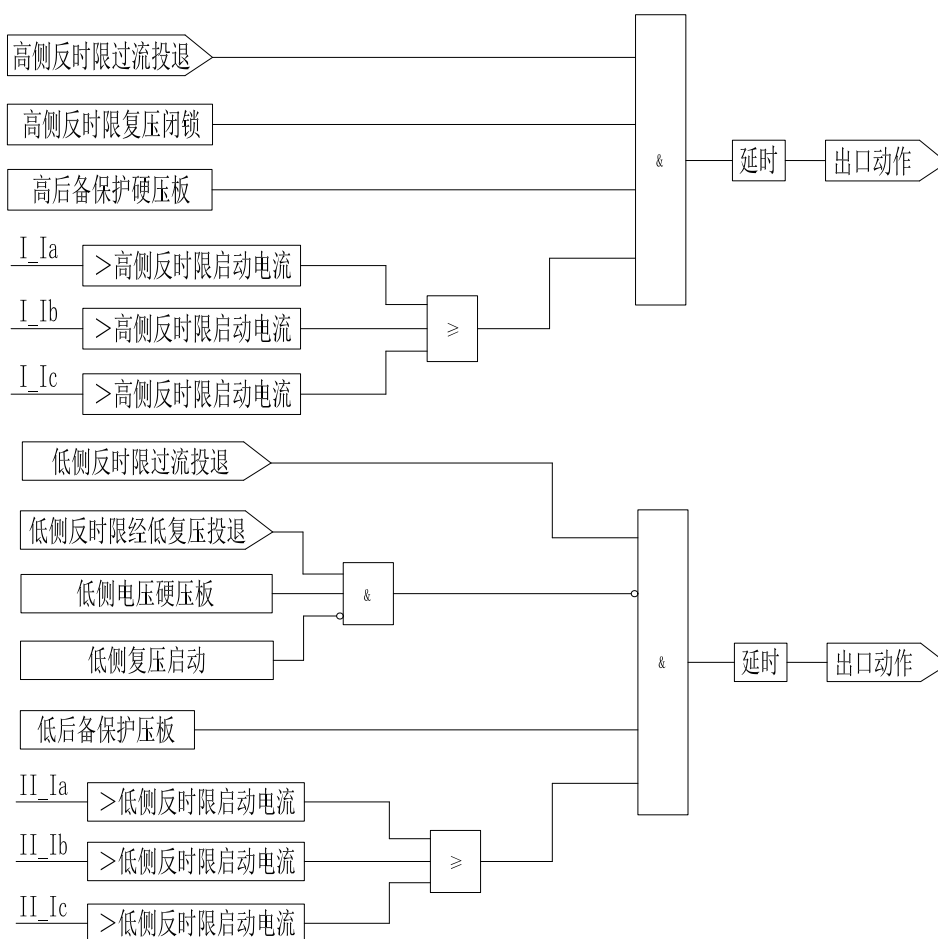 高侧反时限过流投退
高侧反时限复压闭锁
高后备保护硬压板
&
延时
出口动作
I_Ia
>高侧反时限启动电流
I_Ib
>高侧反时限启动电流
≥
I_Ic
>高侧反时限启动电流
低侧反时限过流投退
低侧反时限经低复压投退
低侧电压硬压板
&
低侧复压启动
&
延时
出口动作
低后备保护压板
II_Ia
>低侧反时限启动电流
II_Ib
>低侧反时限启动电流
≥
II_Ic
>低侧反时限启动电流